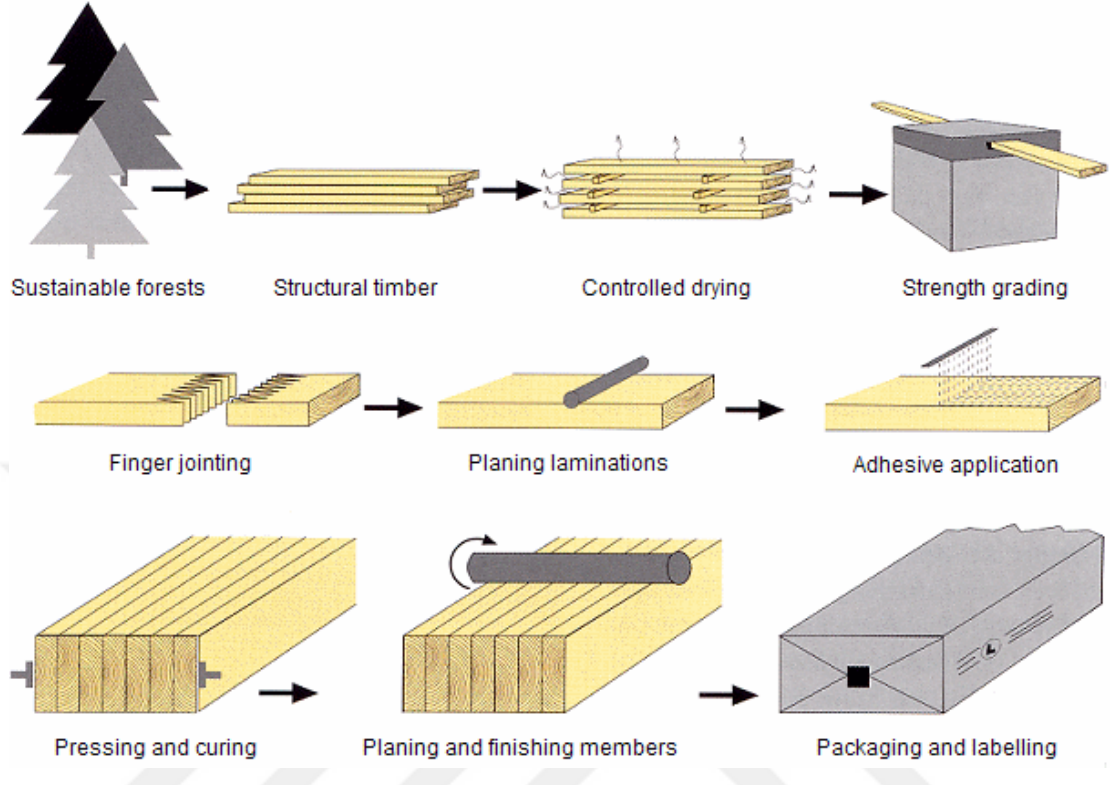 Sustainable forests
Structural timber
Controlled drying
Strength grading
Finger jointing
Planing laminations
Adhesive application
Pressing and curing
Planing and finishing members
Packaging and labelling